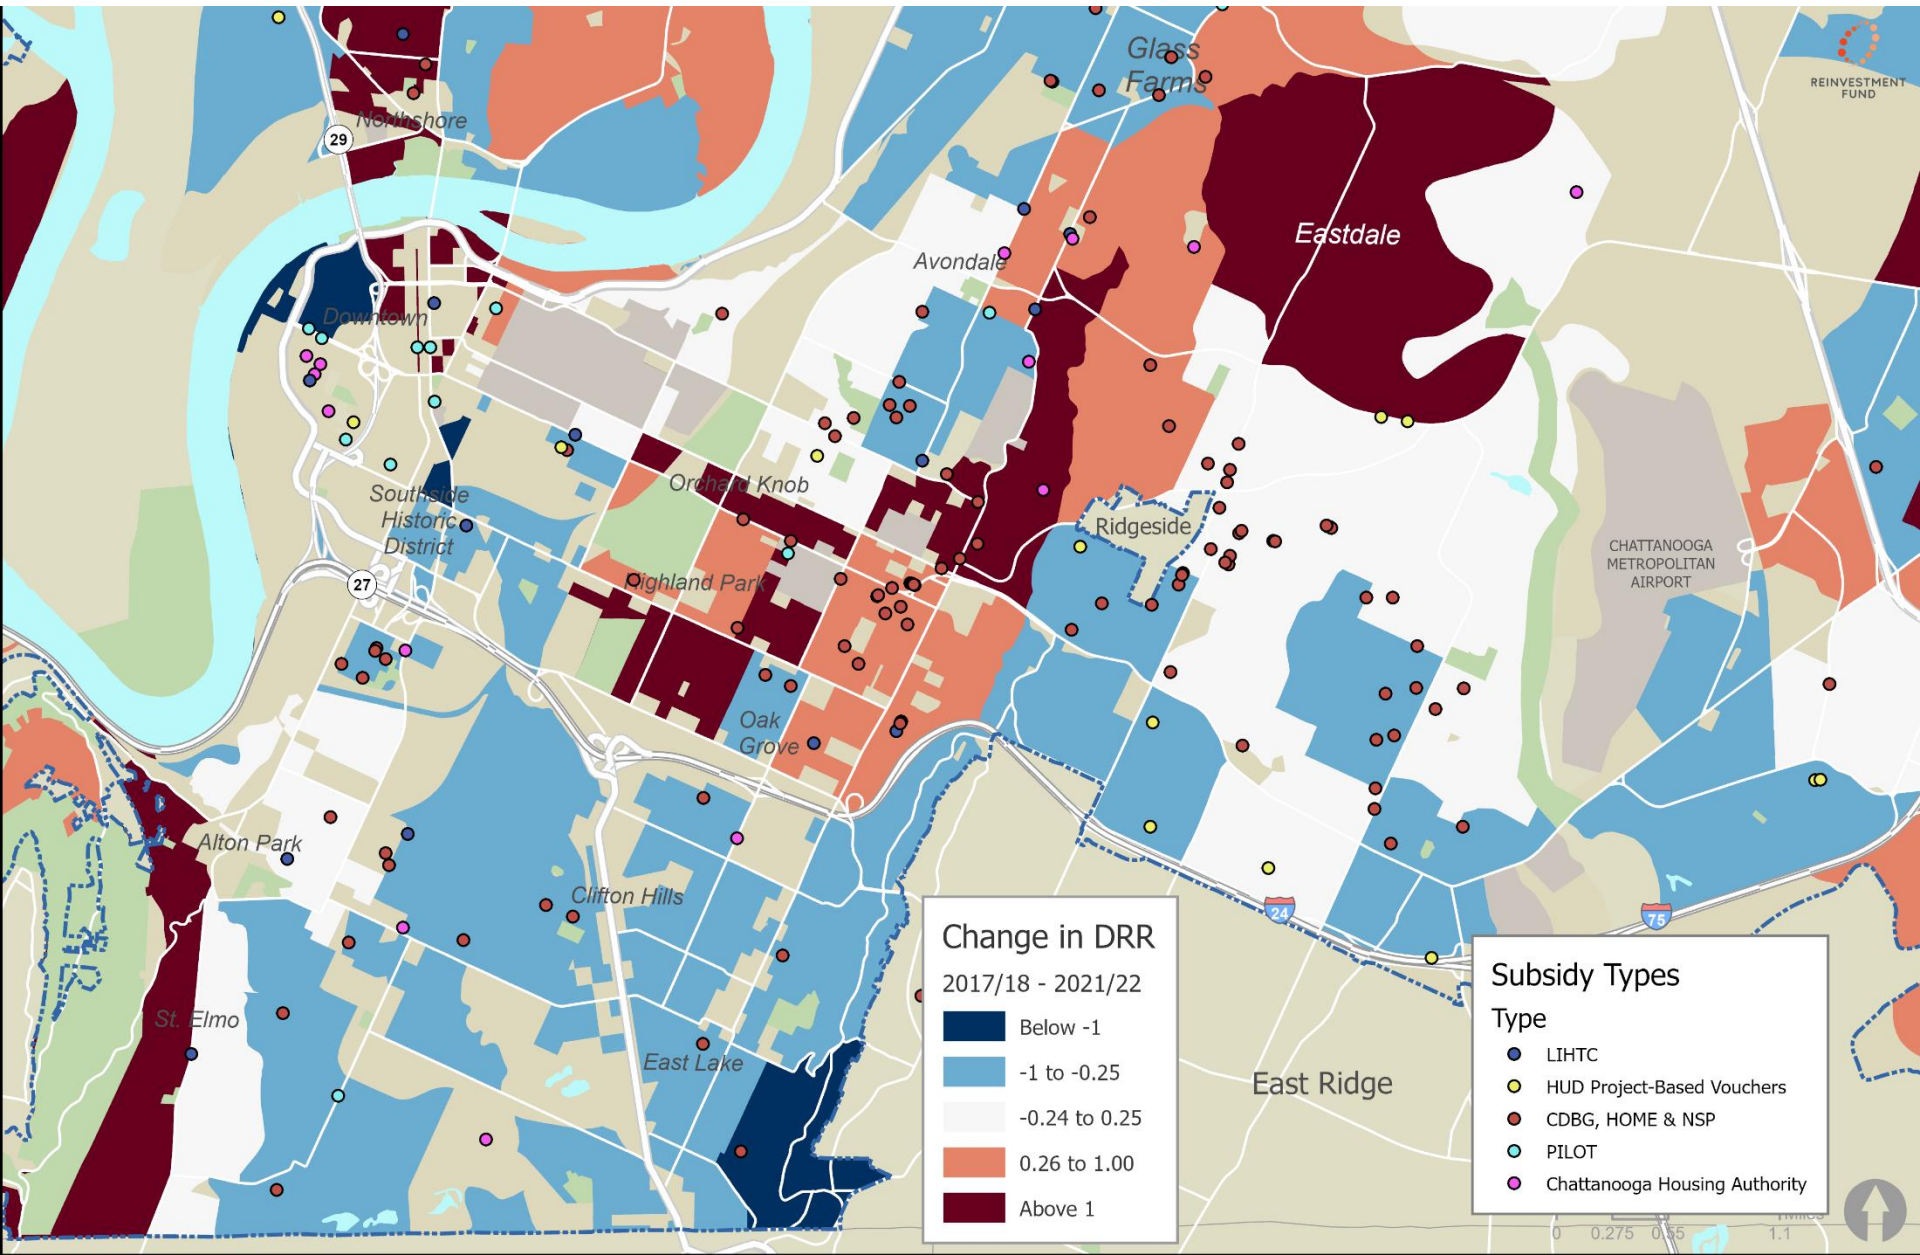 Glass
Farms
REINVESTMENT
FUND
Northshore
29
Eastdale
Avondale
Downtown
Orchard Knob
Southside
Historic
District
Ridgeside
CHATTANOOGA
METROPOLITAN
AIRPORT
27
Highland Park
Oak
Grove
Alton Park
Clifton Hills
24
75
St. Elmo
East Lake
East Ridge
Change in DRR
2017/18 - 2021/22
Below -1
-1 to -0.25
-0.24 to 0.25
0.26 to 1.00
Above 1
Subsidy Types
Type
LIHTC
HUD Project-Based Vouchers
CDBG, HOME & NSP
PILOT
Chattanooga Housing Authority
Miles
0 0.275 0.55 1.1